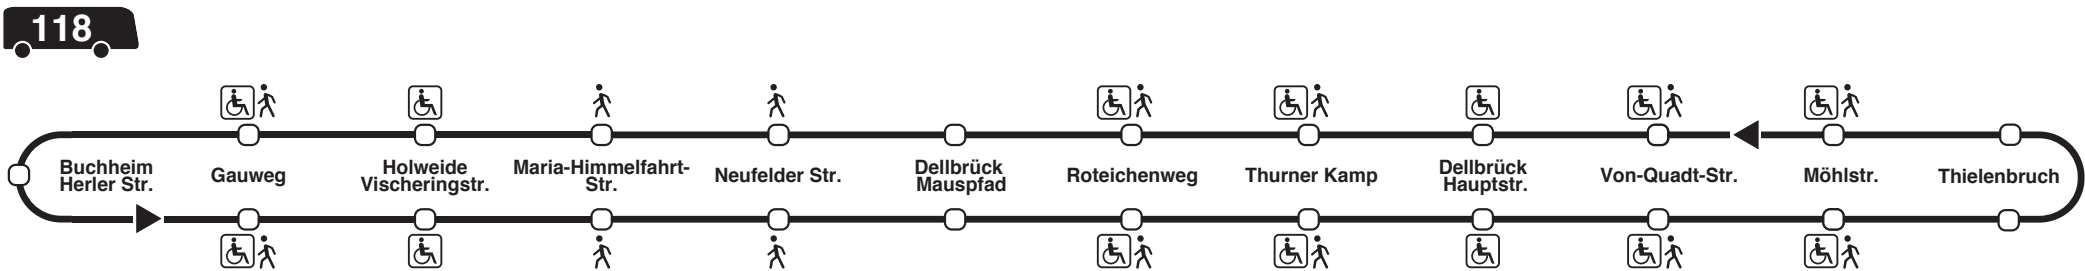 118
Buchheim
Herler Str.
Gauweg
Holweide
Vischeringstr.
Maria-Himmelfahrt-
Str.
Neufelder Str.
Dellbrück
Mauspfad
Roteichenweg
Thurner Kamp
Dellbrück
Hauptstr.
Von-Quadt-Str.
Möhlstr.
Thielenbruch